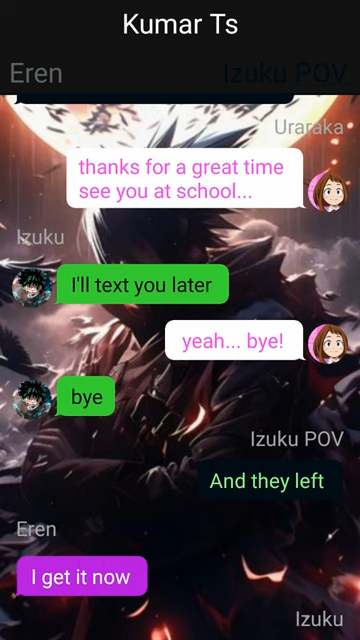 Kumar Ts
Eren
Izuku POV
Uraraka
thanks for a great time
see you at school...
Izuku
I'll text you later
yeah... bye!
bye
Izuku POV
And they left
Eren
I get it now
Izuku